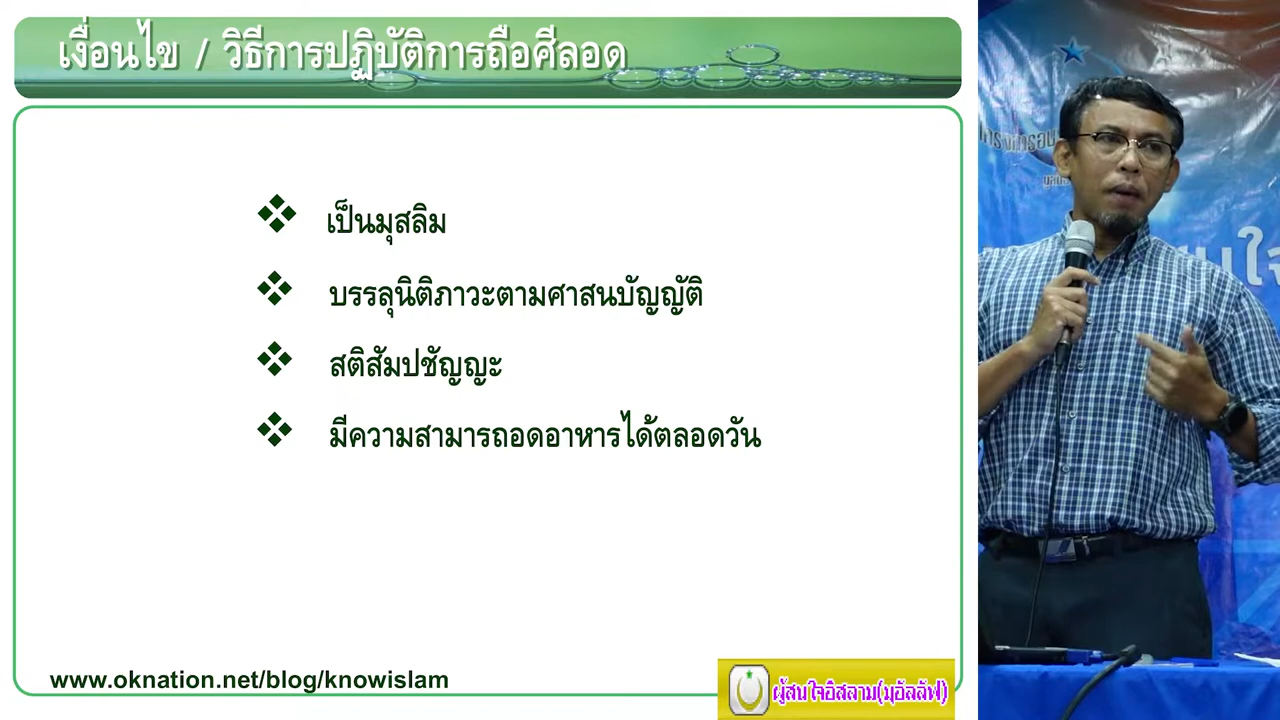 เงื่อนไข / วิธีการปฏิบัติการถือศีลอด
เป็นมุสลิม
บรรลุนิติภาวะตามศาสนบัญญัติ
สติสัมปชัญญะ
มีความสามารถอดอาหารได้ตลอดวัน
www.oknation.net/blog/knowislam
ผู้สนใจอิสลาม(มุอัลลัฟ)